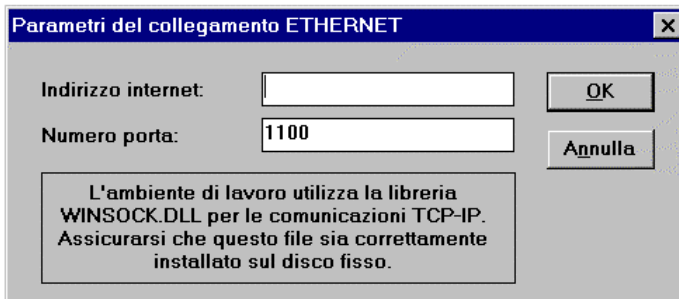 Parametri del collegamento ETHERNET
Indirizzo internet:
OK
Numero porta:
1100
Annulla
L'ambiente di lavoro utilizza la libreria
WINSOCK.DLL per le comunicazioni TCP-IP.
Assicurarsi che questo file sia correttamente
installato sul disco fisso.